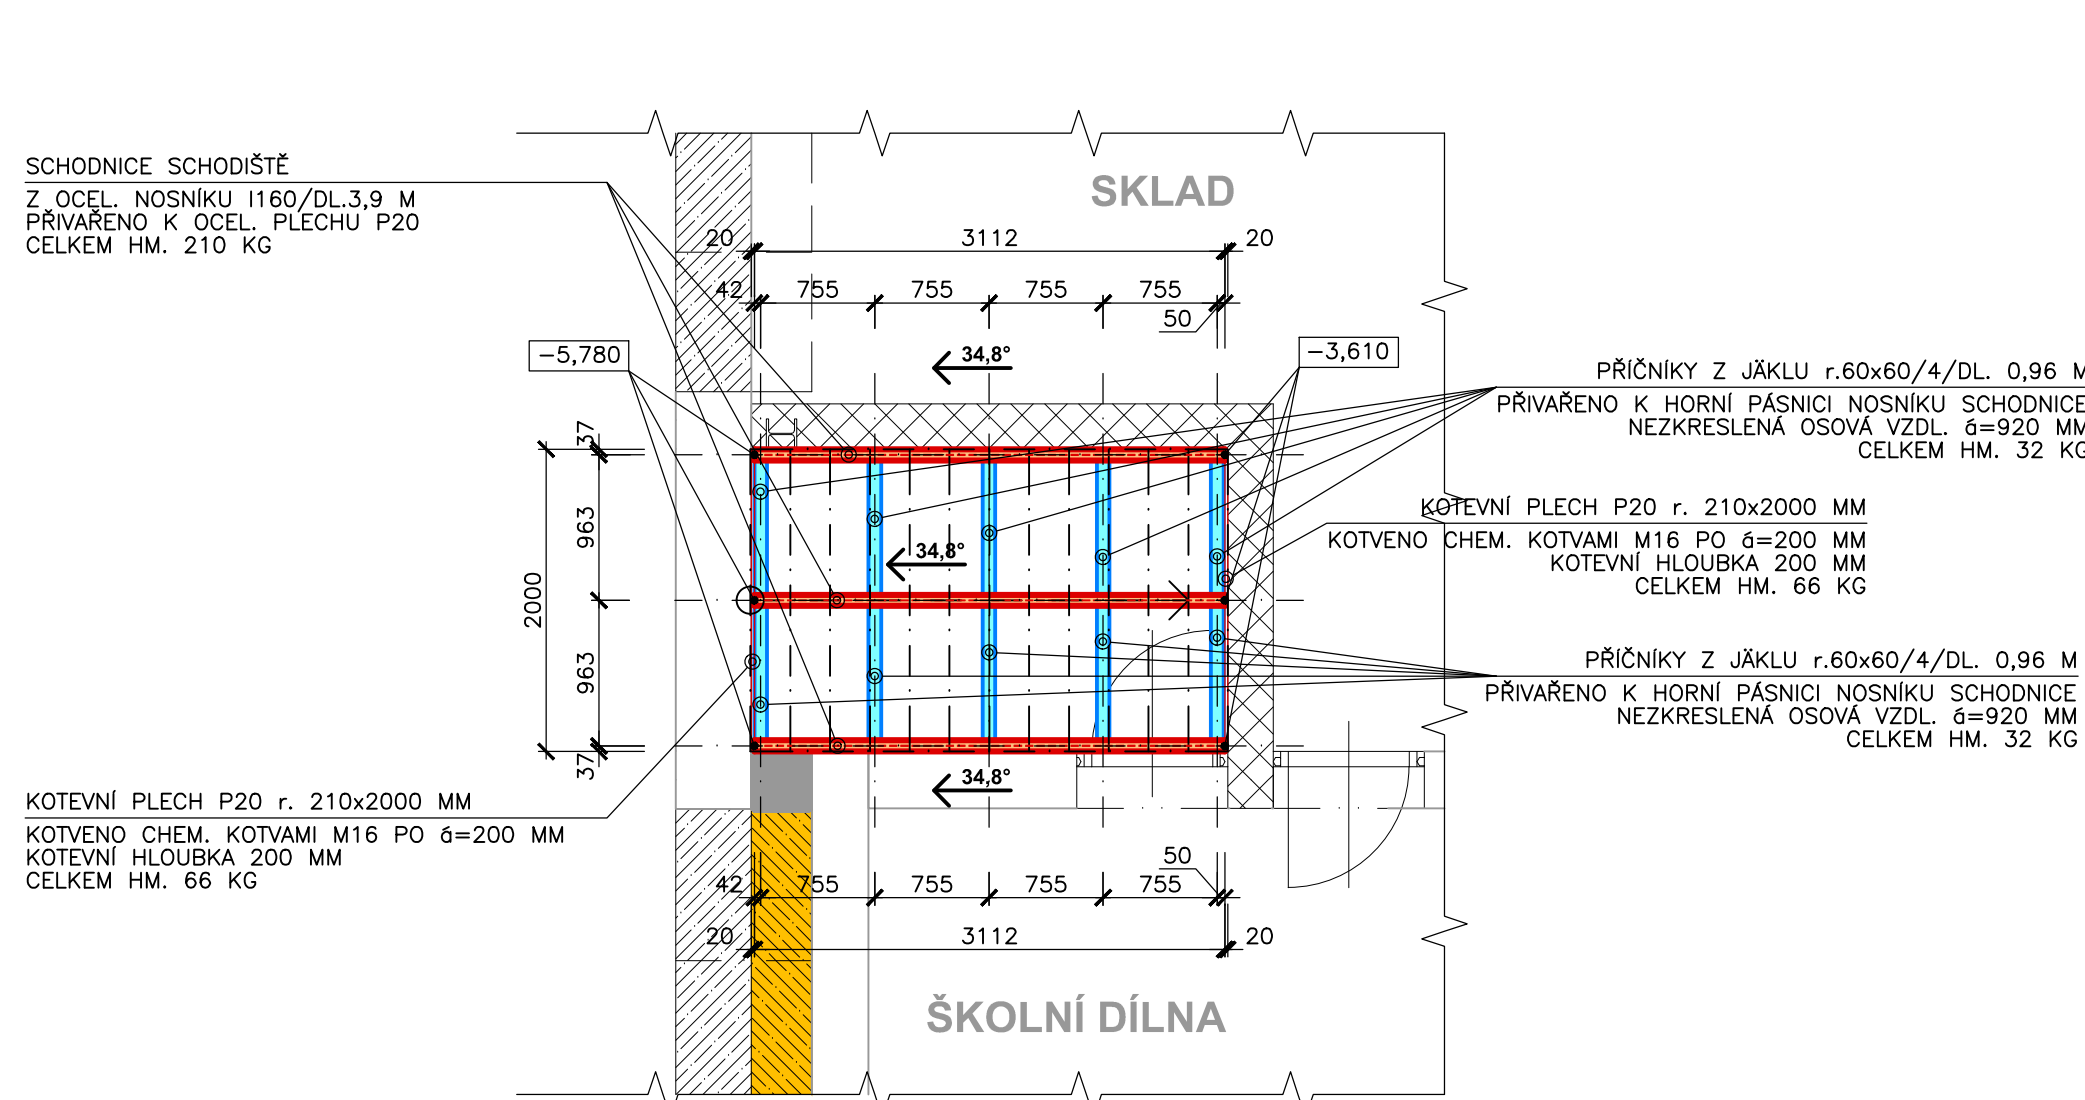 SKLAD
SCHODNICE SCHODIŠTĚ
Z OCEL. NOSNÍKU I160/DL.3,9 M
PŘIVAŘENO K OCEL. PLECHU P20
CELKEM HM. 210 KG
20
3112
20
42
755
755
755
755
50
34,8°
-5,780
-3,610
PŘÍČNÍKY Z JÄKLU r.60x60/4/DL. 0,96 M
PŘIVAŘENO K HORNÍ PÁSNICI NOSNÍKU SCHODNICE
NEZKRESLENÁ OSOVÁ VZDL. á=920 MM
CELKEM HM. 32 KG
37
963
2000
963
37
34,8°
KOTEVNÍ PLECH P20 r. 210x2000 MM
KOTVENO CHEM. KOTVAMI M16 PO á=200 MM
KOTEVNÍ HLOUBKA 200 MM
CELKEM HM. 66 KG
PŘÍČNÍKY Z JÄKLU r.60x60/4/DL. 0,96 M
PŘIVAŘENO K HORNÍ PÁSNICI NOSNÍKU SCHODNICE
NEZKRESLENÁ OSOVÁ VZDL. á=920 MM
CELKEM HM. 32 KG
34,8°
KOTEVNÍ PLECH P20 r. 210x2000 MM
KOTVENO CHEM. KOTVAMI M16 PO á=200 MM
KOTEVNÍ HLOUBKA 200 MM
CELKEM HM. 66 KG
50
42
755
755
755
755
20
3112
20
ŠKOLNÍ DÍLNA